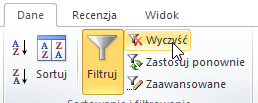 Dane Recenzja Widok
A Z Z A Wyczyść
Z A A Z Sortuj Filtruj Zastosuj ponownie
Zaawansowane
Sortowanie i filtrowanie